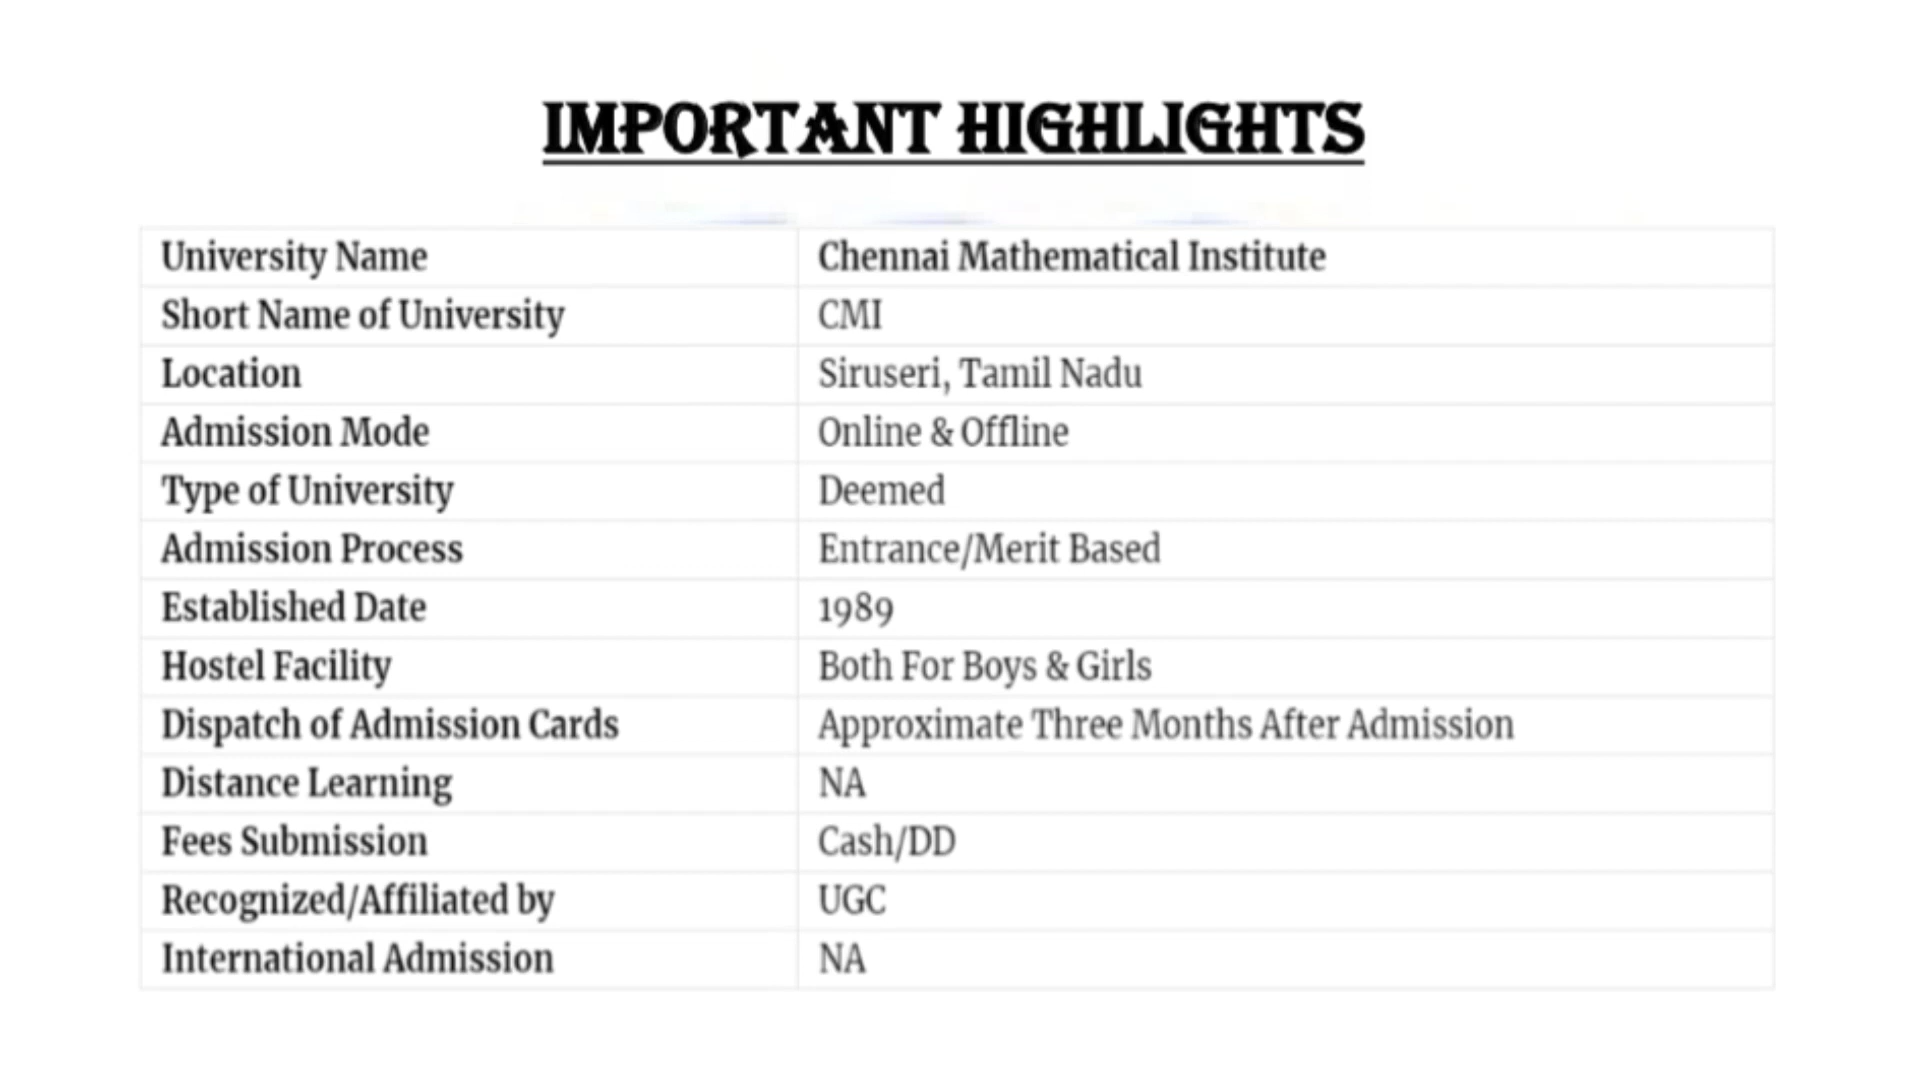 IMPORTANT HIGHLIGHTS
University Name Chennai Mathematical Institute
Short Name of University CMI
Location Siruseri, Tamil Nadu
Admission Mode Online & Offline
Type of University Deemed
Admission Process Entrance/Merit Based
Established Date 1989
Hostel Facility Both For Boys & Girls
Dispatch of Admission Cards Approximate Three Months After Admission
Distance Learning NA
Fees Submission Cash/DD
Recognized/Affiliated by UGC
International Admission NA